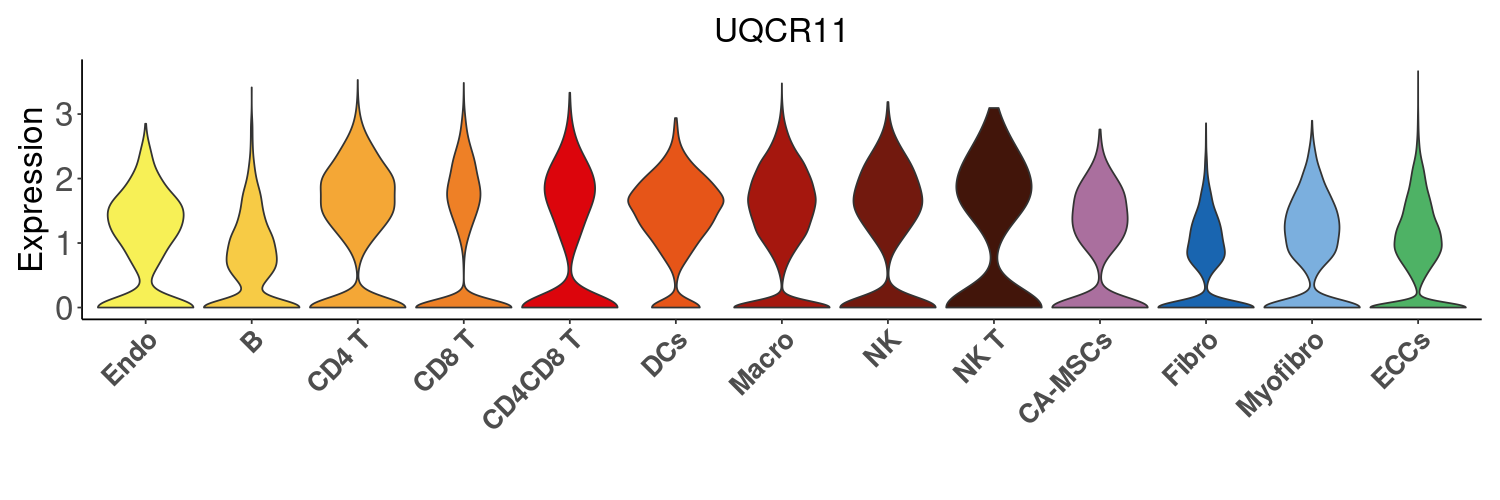 UQCR11
Expression
3
2
1
0
Endo
B
CD4 T
CD8 T
CD4CD8 T
DCs
Macro
NK
NK T
CA-MSCs
Fibro
Myofibro
ECCs